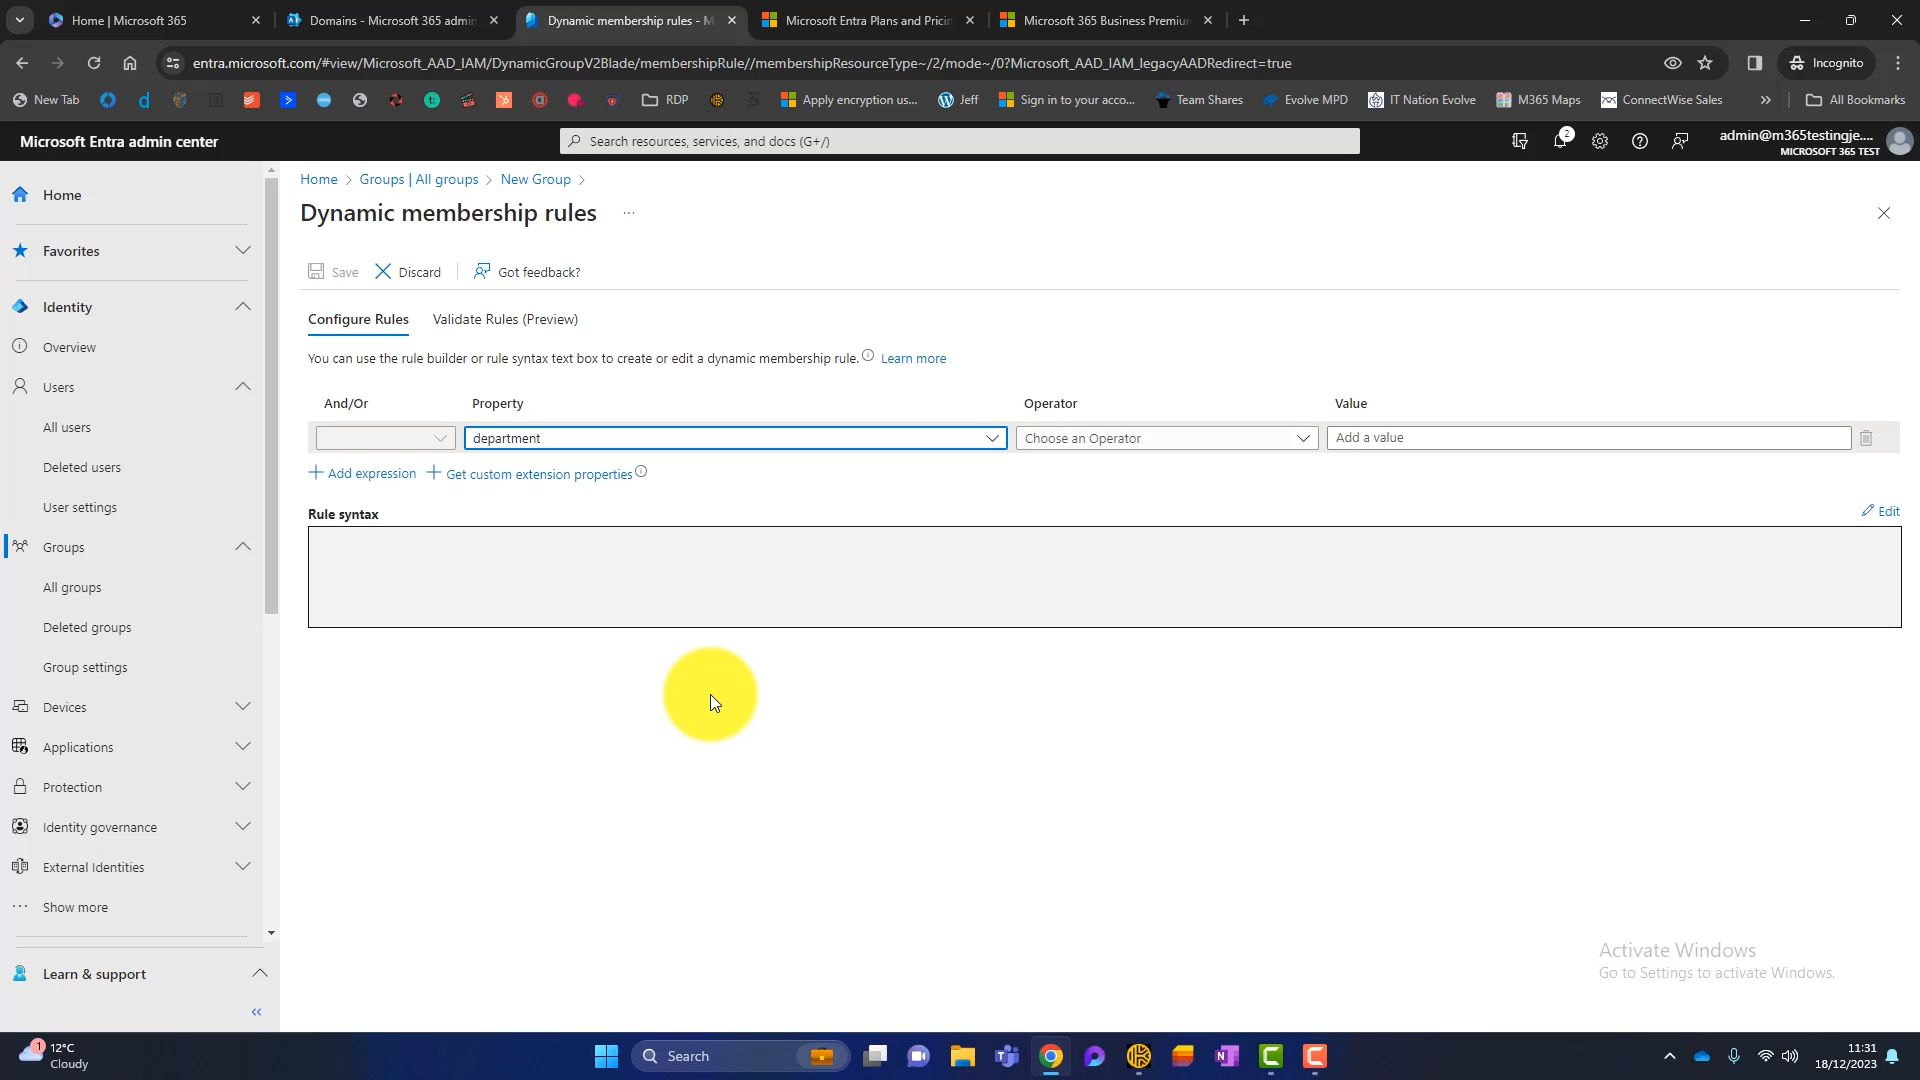 Home | Microsoft 365
Domains - Microsoft 365 admin
Dynamic membership rules - M
Microsoft Entra Plans and Pricin
Microsoft 365 Business Premium
entra.microsoft.com/#view/Microsoft_AAD_IAM/DynamicGroupV2Blade/membershipRule//membershipResourceType~/2/mode~/0?Microsoft_AAD_IAM_legacyAADRedirect=true
Incognito
New Tab
RDP
Apply encryption us...
Jeff
Sign in to your acco...
Team Shares
Evolve MPD
IT Nation Evolve
M365 Maps
ConnectWise Sales
All Bookmarks
Microsoft Entra admin center
Search resources, services, and docs (G+/)
2
admin@m365testingje....
MICROSOFT 365 TEST
Home
Favorites
Identity
Overview
Users
All users
Deleted users
User settings
Groups
All groups
Deleted groups
Group settings
Devices
Applications
Protection
Identity governance
External Identities
Show more
Learn & support
Home > Groups | All groups > New Group >
Dynamic membership rules ...
Save
Discard
Got feedback?
Configure Rules
Validate Rules (Preview)
You can use the rule builder or rule syntax text box to create or edit a dynamic membership rule. Learn more
And/Or
Property
Operator
Value
department
Choose an Operator
Add a value
+ Add expression
+ Get custom extension properties
Rule syntax
Edit
Activate Windows
Go to Settings to activate Windows.
1
12°C
Cloudy
Search
11:31
18/12/2023